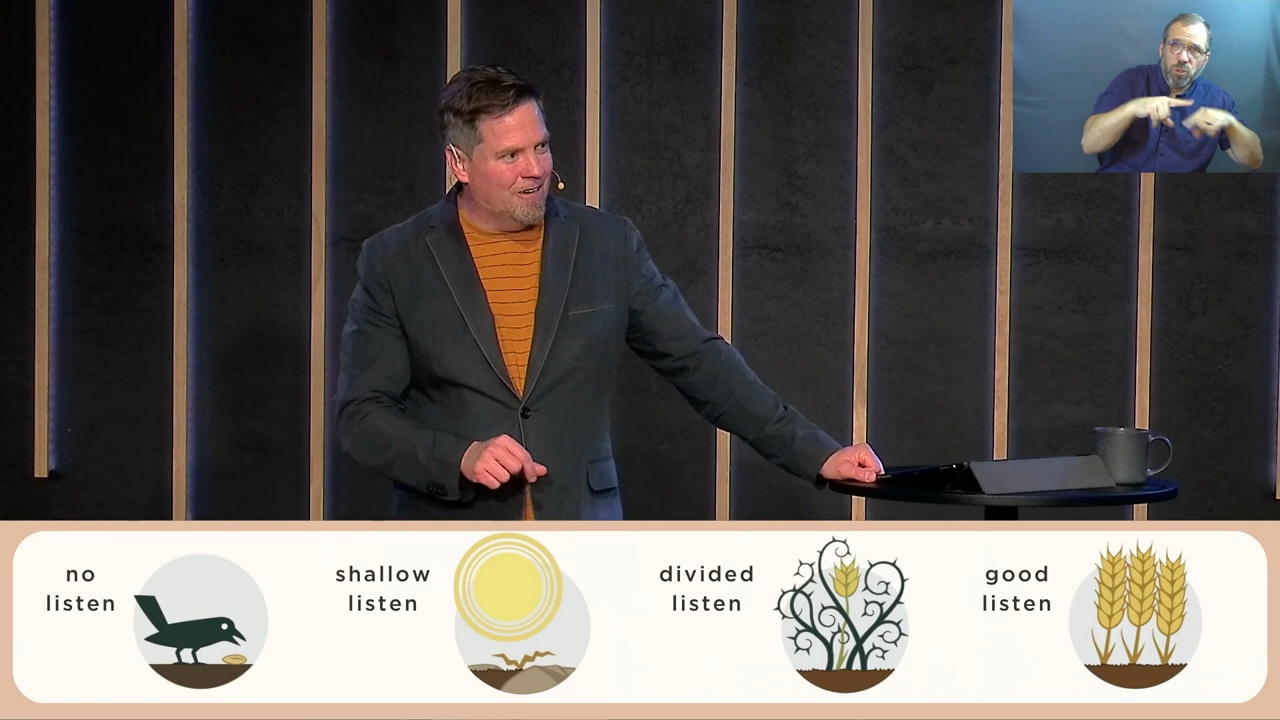 no
listen
shallow
listen
divided
listen
good
listen